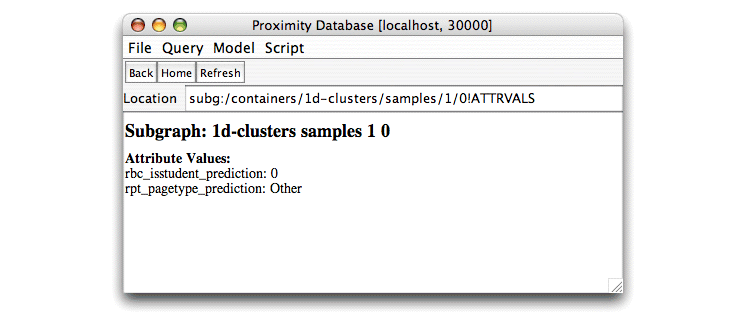 Proximity Database [localhost, 30000]
File Query Model Script
Back Home Refresh
Location subg:/containers/1d-clusters/samples/1/0!ATTRVALS
Subgraph: 1d-clusters samples 1 0
Attribute Values:
rbc_isstudent_prediction: 0
rpt_pagetype_prediction: Other